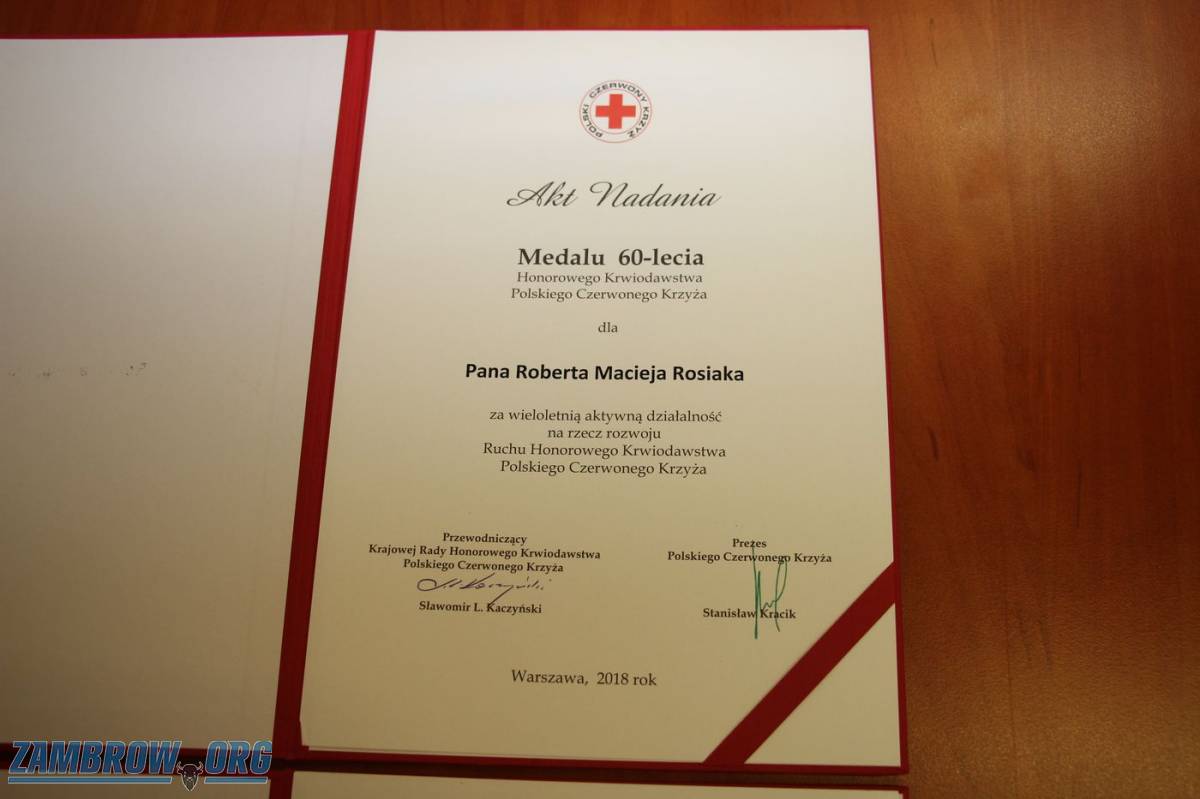 POLSKI CZERWONY KRZYŻ
Akt Nadania
Medalu 60-lecia
Honorowego Krwiodawstwa
Polskiego Czerwonego Krzyża
dla
Pana Roberta Macieja Rosiaka
za wieloletnią aktywną działalność
na rzecz rozwoju
Ruchu Honorowego Krwiodawstwa
Polskiego Czerwonego Krzyża
Przewodniczący
Krajowej Rady Honorowego Krwiodawstwa
Polskiego Czerwonego Krzyża
Sławomir L. Kaczyński
Prezes
Polskiego Czerwonego Krzyża
Stanisław Kracik
Warszawa, 2018 rok
ZAMBROW.ORG